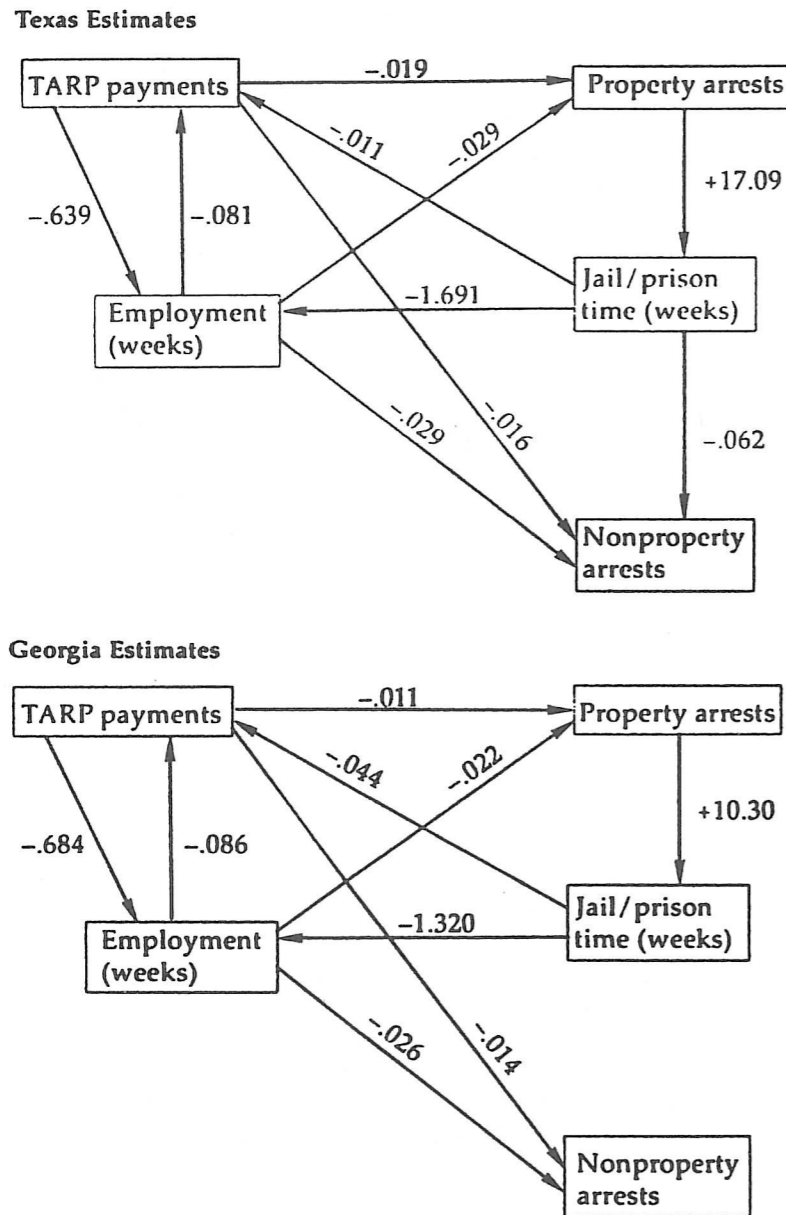 Texas Estimates
TARP payments
-.019
Property arrests
-.011
-.029
+17.09
-.639
-.081
Jail/prison
time (weeks)
-1.691
Employment
(weeks)
-.029
-.016
-.062
Nonproperty
arrests
Georgia Estimates
TARP payments
-.011
Property arrests
-.044
-.022
+10.30
-.684
-.086
Jail/prison
time (weeks)
-1.320
Employment
(weeks)
-.026
-.014
Nonproperty
arrests